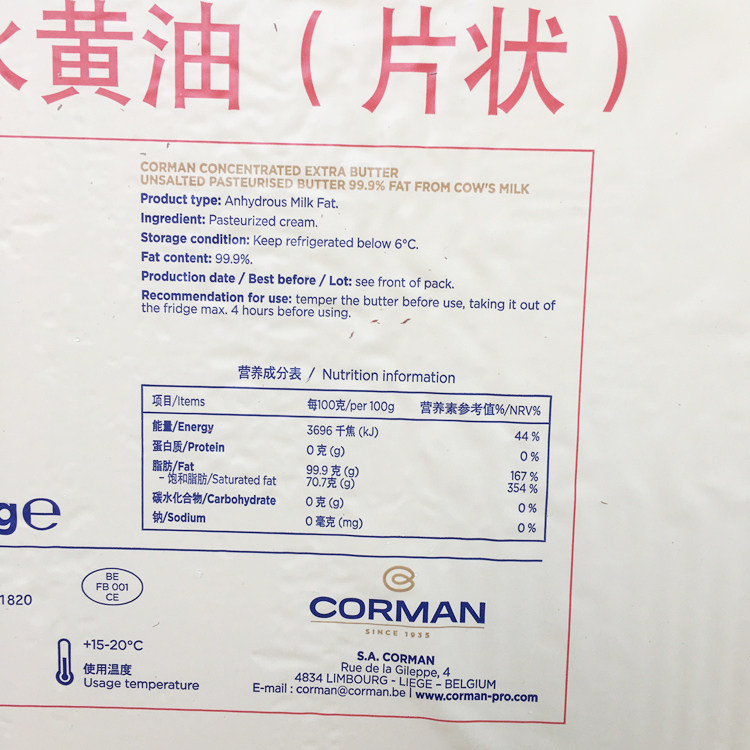 黄油（片状）
CORMAN CONCENTRATED EXTRA BUTTER
UNSALTED PASTEURISED BUTTER 99.9% FAT FROM COW'S MILK
Product type: Anhydrous Milk Fat.
Ingredient: Pasteurized cream.
Storage condition: Keep refrigerated below 6°C.
Fat content: 99.9%.
Production date / Best before / Lot: see front of pack.
Recommendation for use: temper the butter before use, taking it out of
the fridge max. 4 hours before using.
营养成分表 / Nutrition information
项目/Items 每100克/per 100g 营养素参考值%/NRV%
能量/Energy 3696 千焦 (kJ) 44 %
蛋白质/Protein 0 克 (g) 0 %
脂肪/Fat 99.9 克 (g) 167 %
- 饱和脂肪/Saturated fat 70.7克 (g) 354 %
碳水化合物/Carbohydrate 0 克 (g) 0 %
钠/Sodium 0 毫克 (mg) 0 %
g℮
BE
FB 001
CE
1820
+15-20°C
使用温度
Usage temperature
CORMAN
SINCE 1935
S.A. CORMAN
Rue de la Gileppe, 4
4834 LIMBOURG - LIEGE - BELGIUM
E-mail : corman@corman.be | www.corman-pro.com